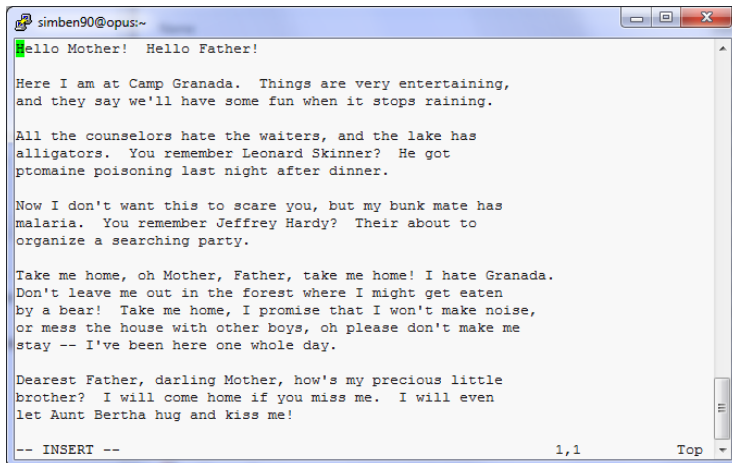 simben90@opus:~
Hello Mother!  Hello Father!
Here I am at Camp Granada.  Things are very entertaining,
and they say we'll have some fun when it stops raining.
All the counselors hate the waiters, and the lake has
alligators.  You remember Leonard Skinner?  He got
ptomaine poisoning last night after dinner.
Now I don't want this to scare you, but my bunk mate has
malaria.  You remember Jeffrey Hardy?  Their about to
organize a searching party.
Take me home, oh Mother, Father, take me home! I hate Granada.
Don't leave me out in the forest where I might get eaten
by a bear!  Take me home, I promise that I won't make noise,
or mess the house with other boys, oh please don't make me
stay -- I've been here one whole day.
Dearest Father, darling Mother, how's my precious little
brother?  I will come home if you miss me.  I will even
let Aunt Bertha hug and kiss me!
-- INSERT -- 1,1 Top